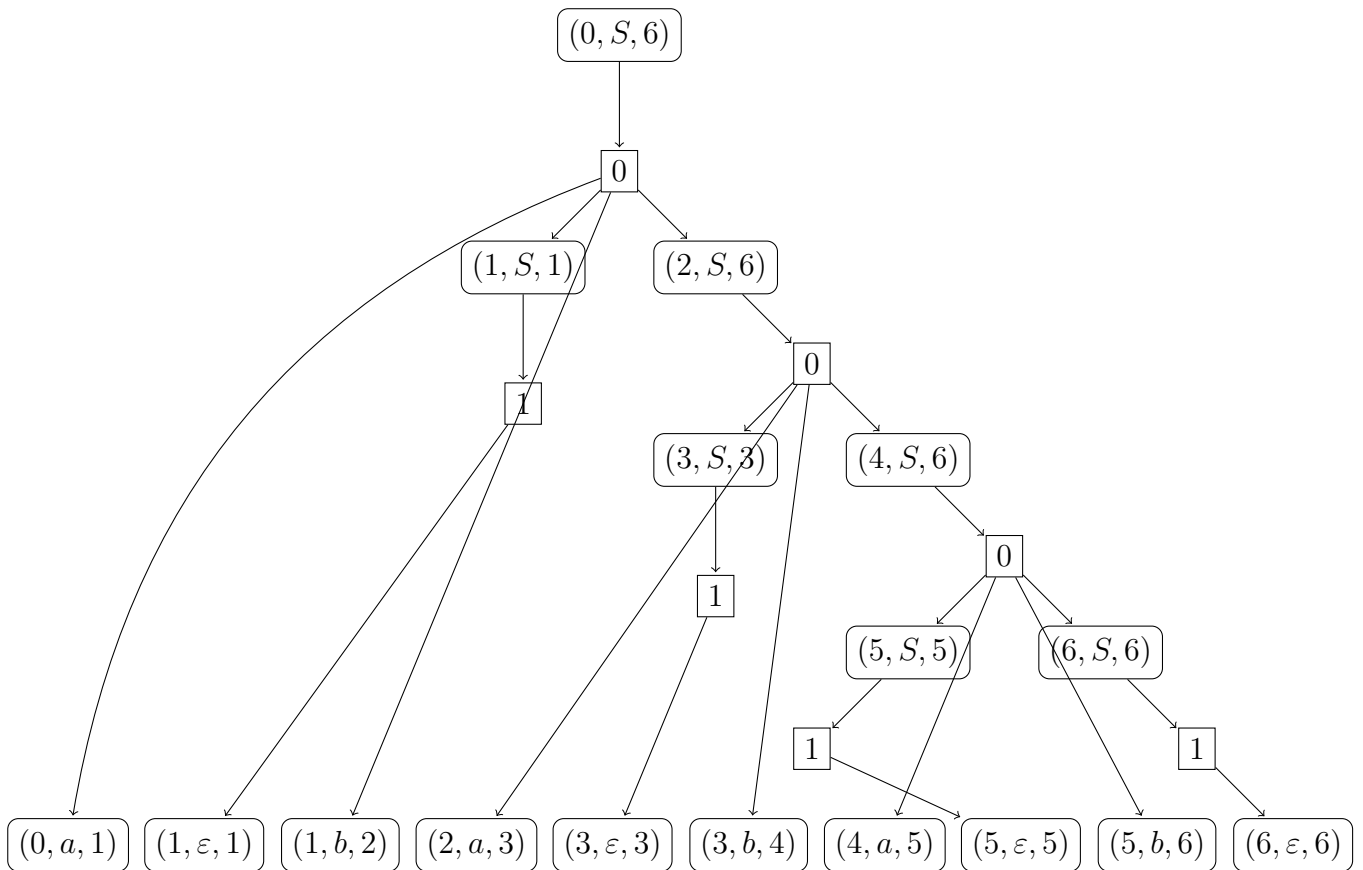 (0, S, 6)
0
(1, S, 1) (2, S, 6)
0
1
(3, S, 3) (4, S, 6)
0
1
(5, S, 5) (6, S, 6)
1 1
(0, a, 1) (1, ε, 1) (1, b, 2) (2, a, 3) (3, ε, 3) (3, b, 4) (4, a, 5) (5, ε, 5) (5, b, 6) (6, ε, 6)